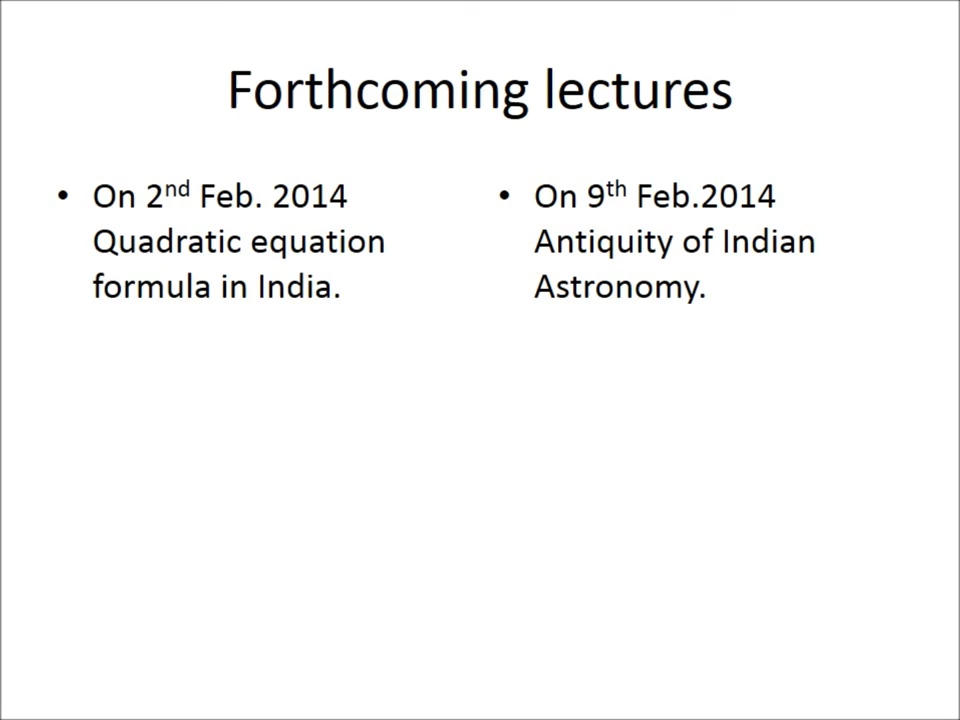 Forthcoming lectures
• On 2nd Feb. 2014
Quadratic equation
formula in India.
• On 9th Feb.2014
Antiquity of Indian
Astronomy.